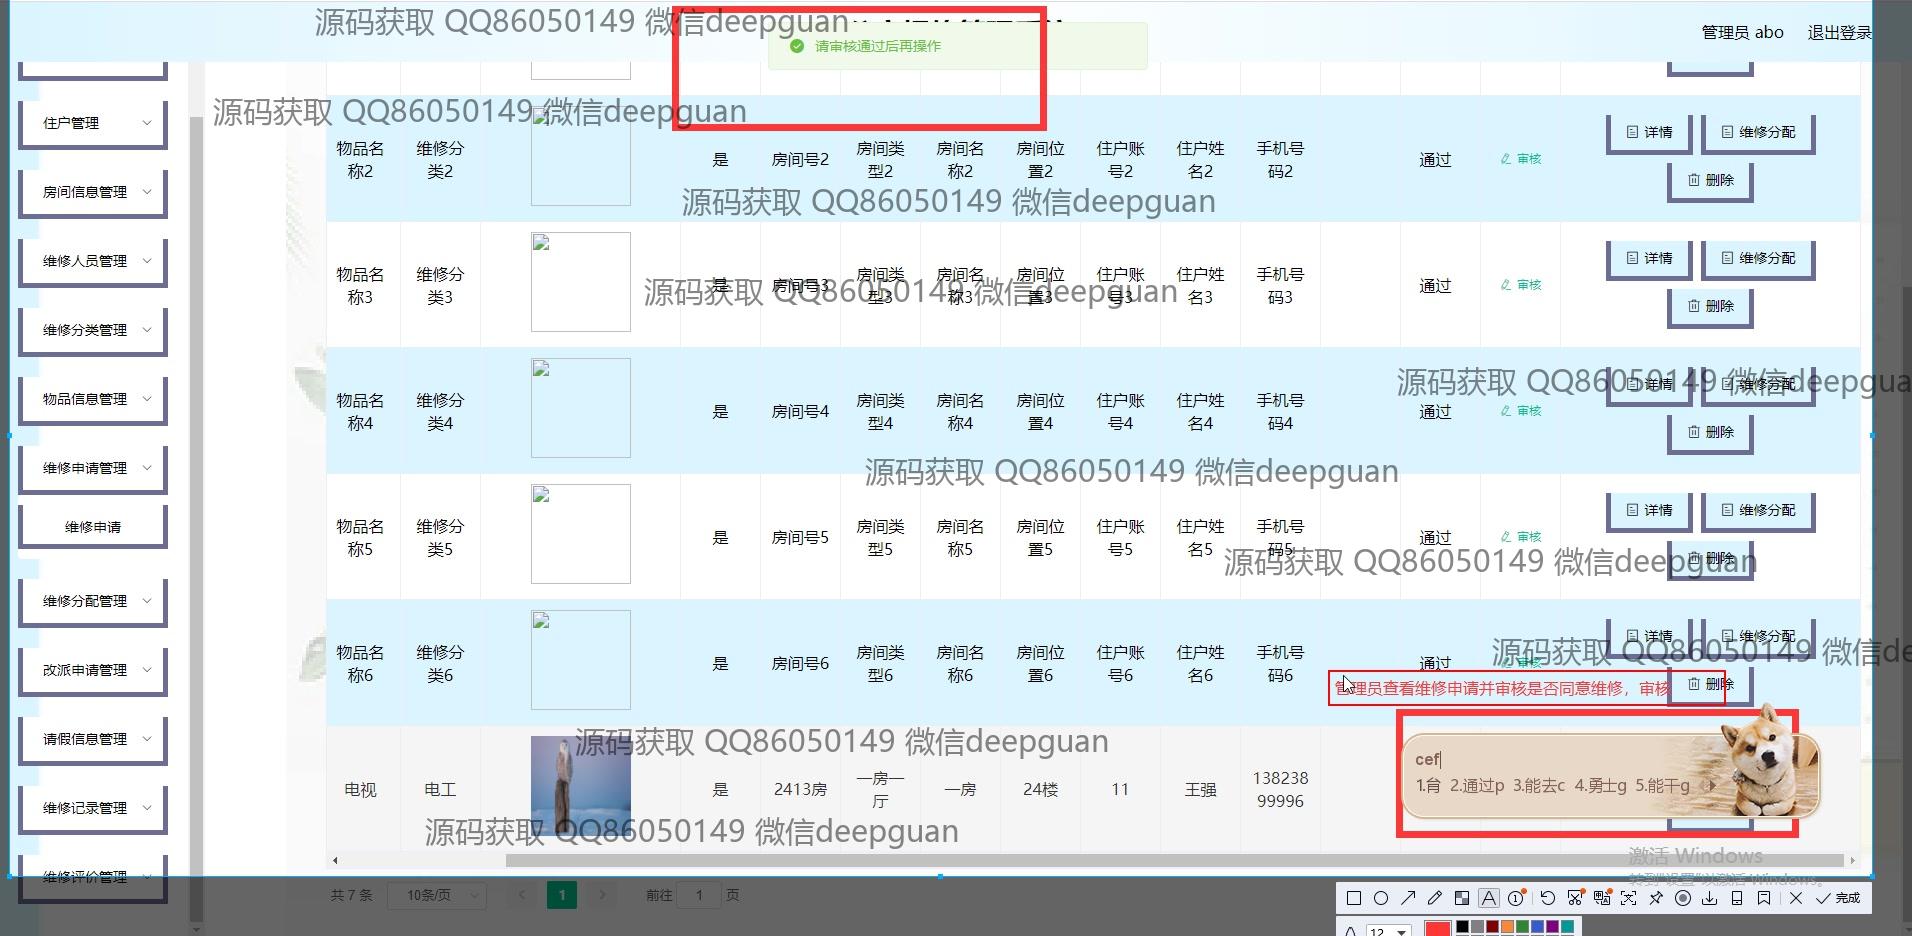 源码获取 QQ86050149 微信deepguan
请审核通过后再操作
管理员 abo
退出登录
源码获取 QQ86050149 微信deepguan
住户管理
房间信息管理
维修人员管理
维修分类管理
物品信息管理
维修申请管理
维修申请
维修分配管理
改派申请管理
请假信息管理
维修记录管理
维修评价管理
物品名称2 维修分类2 是 房间号2 房间类型2 房间名称2 房间位置2 住户账号2 住户姓名2 手机号码2 通过 审核 详情 维修分配 删除
源码获取 QQ86050149 微信deepguan
物品名称3 维修分类3 是 房间号3 房间类型3 房间名称3 房间位置3 住户账号3 住户姓名3 手机号码3 通过 审核 详情 维修分配 删除
源码获取 QQ86050149 微信deepguan
物品名称4 维修分类4 是 房间号4 房间类型4 房间名称4 房间位置4 住户账号4 住户姓名4 手机号码4 通过 审核 详情 维修分配 删除
源码获取 QQ86050149 微信deepgua
源码获取 QQ86050149 微信deepguan
物品名称5 维修分类5 是 房间号5 房间类型5 房间名称5 房间位置5 住户账号5 住户姓名5 手机号码5 通过 审核 详情 维修分配 删除
源码获取 QQ86050149 微信deepguan
物品名称6 维修分类6 是 房间号6 房间类型6 房间名称6 房间位置6 住户账号6 住户姓名6 手机号码6 通过 审核 详情 维修分配 删除
源码获取 QQ86050149 微信de
管理员查看维修申请并审核是否同意维修，审核
源码获取 QQ86050149 微信deepguan
电视 电工 是 2413房 一房一厅 一房 24楼 11 王强 13823899996
cef
2.通过p 3.能去c 4.勇士g 5.能干g
源码获取 QQ86050149 微信deepguan
激活 Windows
转到"设置"以激活 Windows。
共 7 条 10条/页 1 前往 1 页
A 1 完成
12